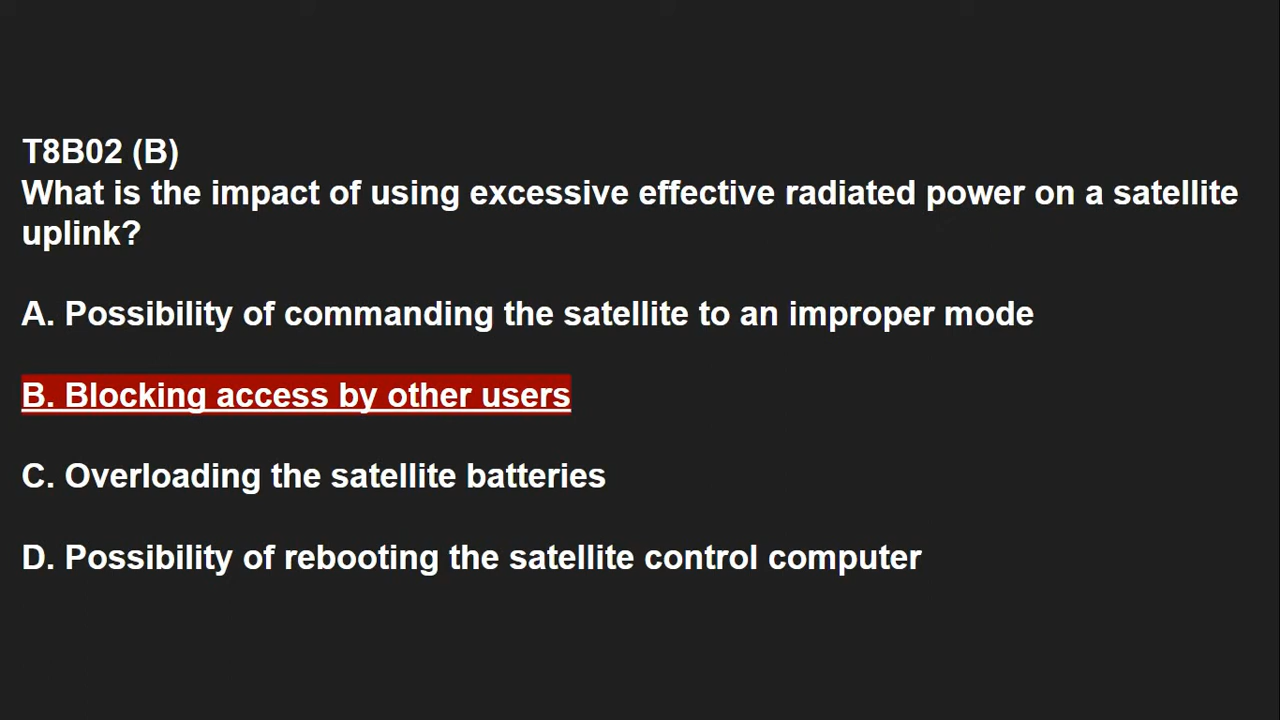 T8B02 (B)
What is the impact of using excessive effective radiated power on a satellite
uplink?
A. Possibility of commanding the satellite to an improper mode
B. Blocking access by other users
C. Overloading the satellite batteries
D. Possibility of rebooting the satellite control computer